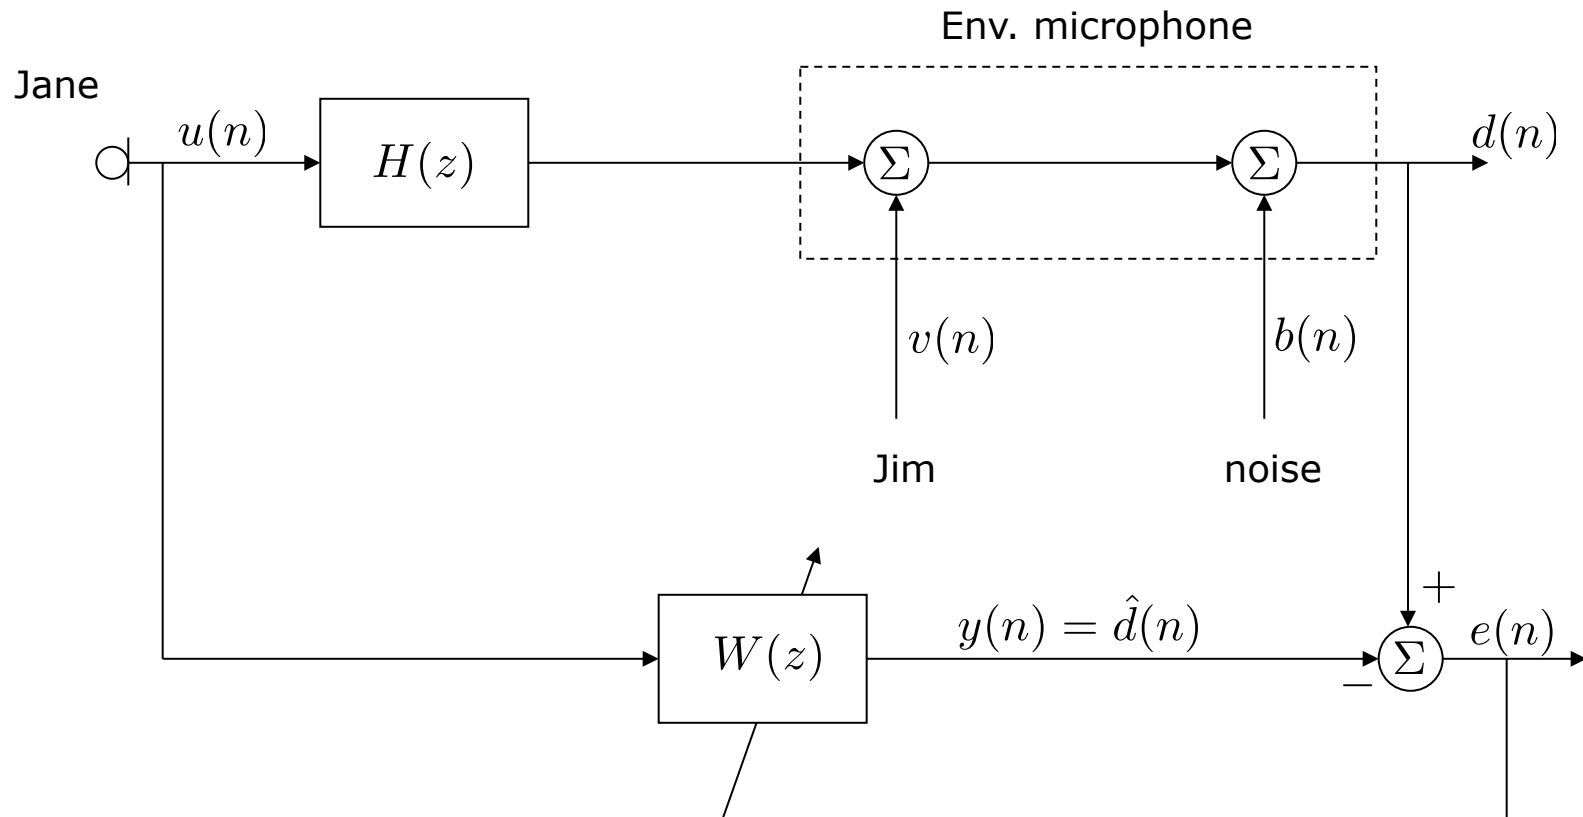 Env. microphone
Jane
u(n)
H(z)
Σ
Σ
d(n)
v(n)
b(n)
Jim
noise
W(z)
y(n) = d̂(n)
+
−
Σ
e(n)